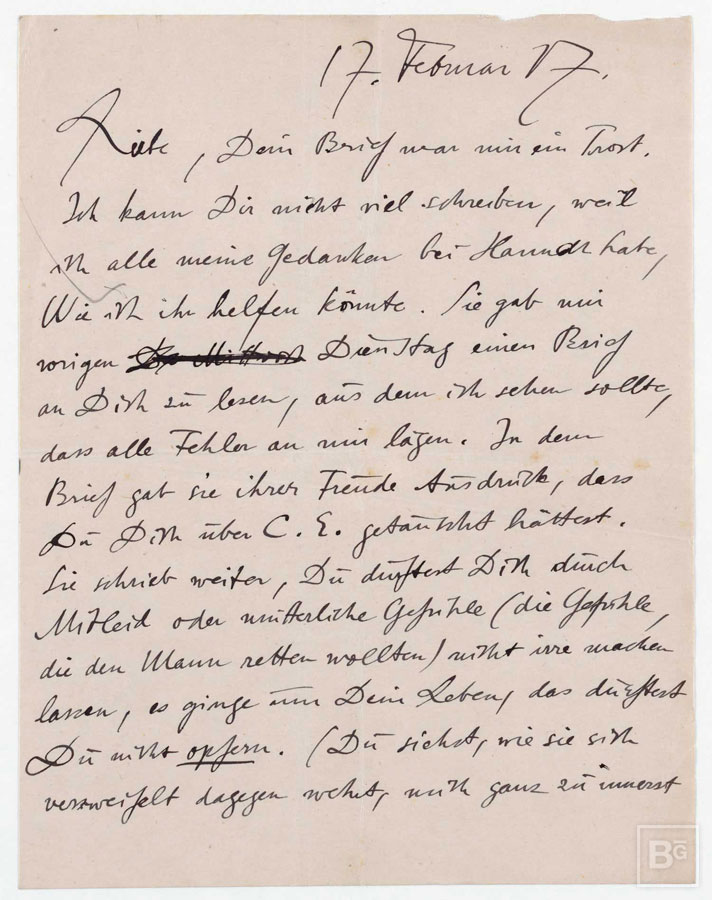 17. Februar 17.
Liebe, Dein Brief war mir ein Trost.
Ich kann Dir nicht viel schreiben, weil
ich alle meine Gedanken bei Hannah habe,
Wie ich ihr helfen könnte. Sie gab mir
vorigen Mittwoch Dienstag einen Brief
an Dich zu lesen, aus dem ich sehen sollte,
dass alle Fehler an mir lägen. In dem
Brief gab sie ihrer Freude Ausdruck, dass
Du Dich über C. E. getäuscht hättest.
Sie schrieb weiter, Du dürftest Dich durch
Mitleid oder mütterliche Gefühle (die Gefühle,
die den Mann retten wollten) nicht irre machen
lassen, es ginge um Dein Leben, das dürftest
Du nicht opfern. (Du siehst, wie sie sich
verzweifelt dagegen wehrt, mich ganz zu innerst
BG